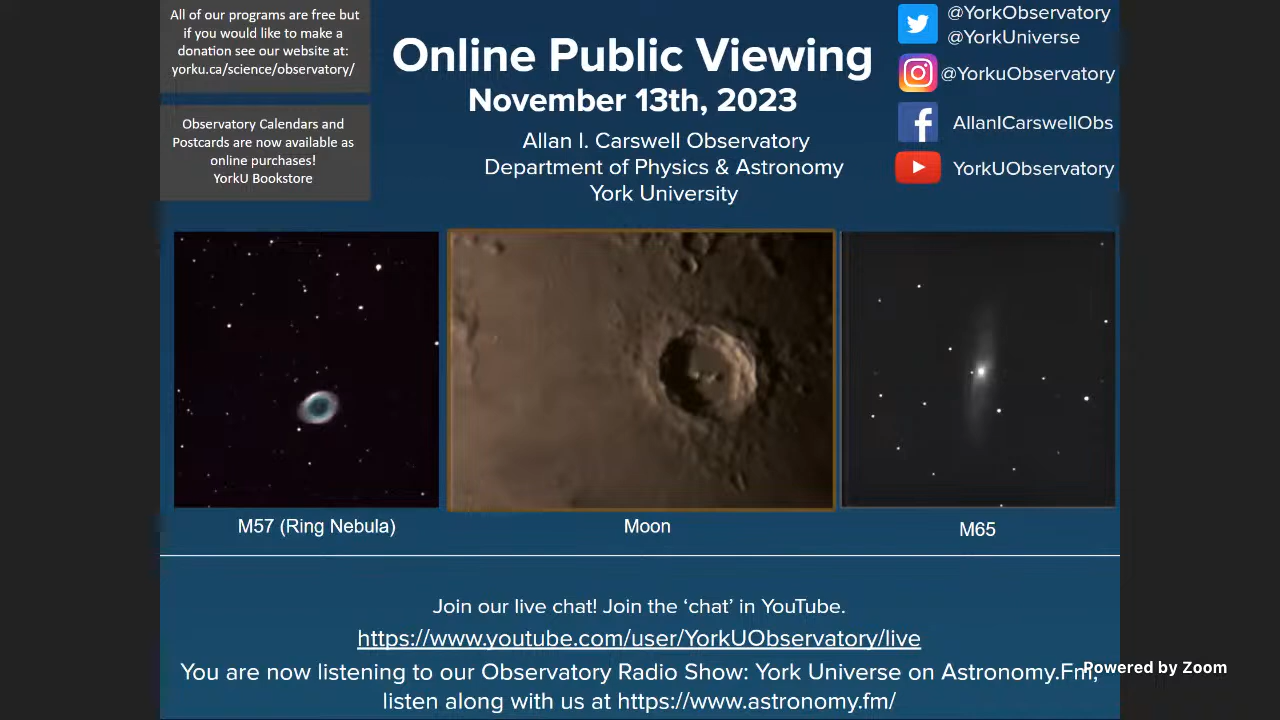 All of our programs are free but
if you would like to make a
donation see our website at:
yorku.ca/science/observatory/
Observatory Calendars and
Postcards are now available as
online purchases!
YorkU Bookstore
Online Public Viewing
November 13th, 2023
Allan I. Carswell Observatory
Department of Physics & Astronomy
York University
@YorkObservatory
@YorkUniverse
@YorkuObservatory
AllanICarswellObs
YorkUObservatory
M57 (Ring Nebula)
Moon
M65
Join our live chat! Join the ‘chat’ in YouTube.
https://www.youtube.com/user/YorkUObservatory/live
You are now listening to our Observatory Radio Show: York Universe on Astronomy.Fm,
listen along with us at https://www.astronomy.fm/
Powered by Zoom